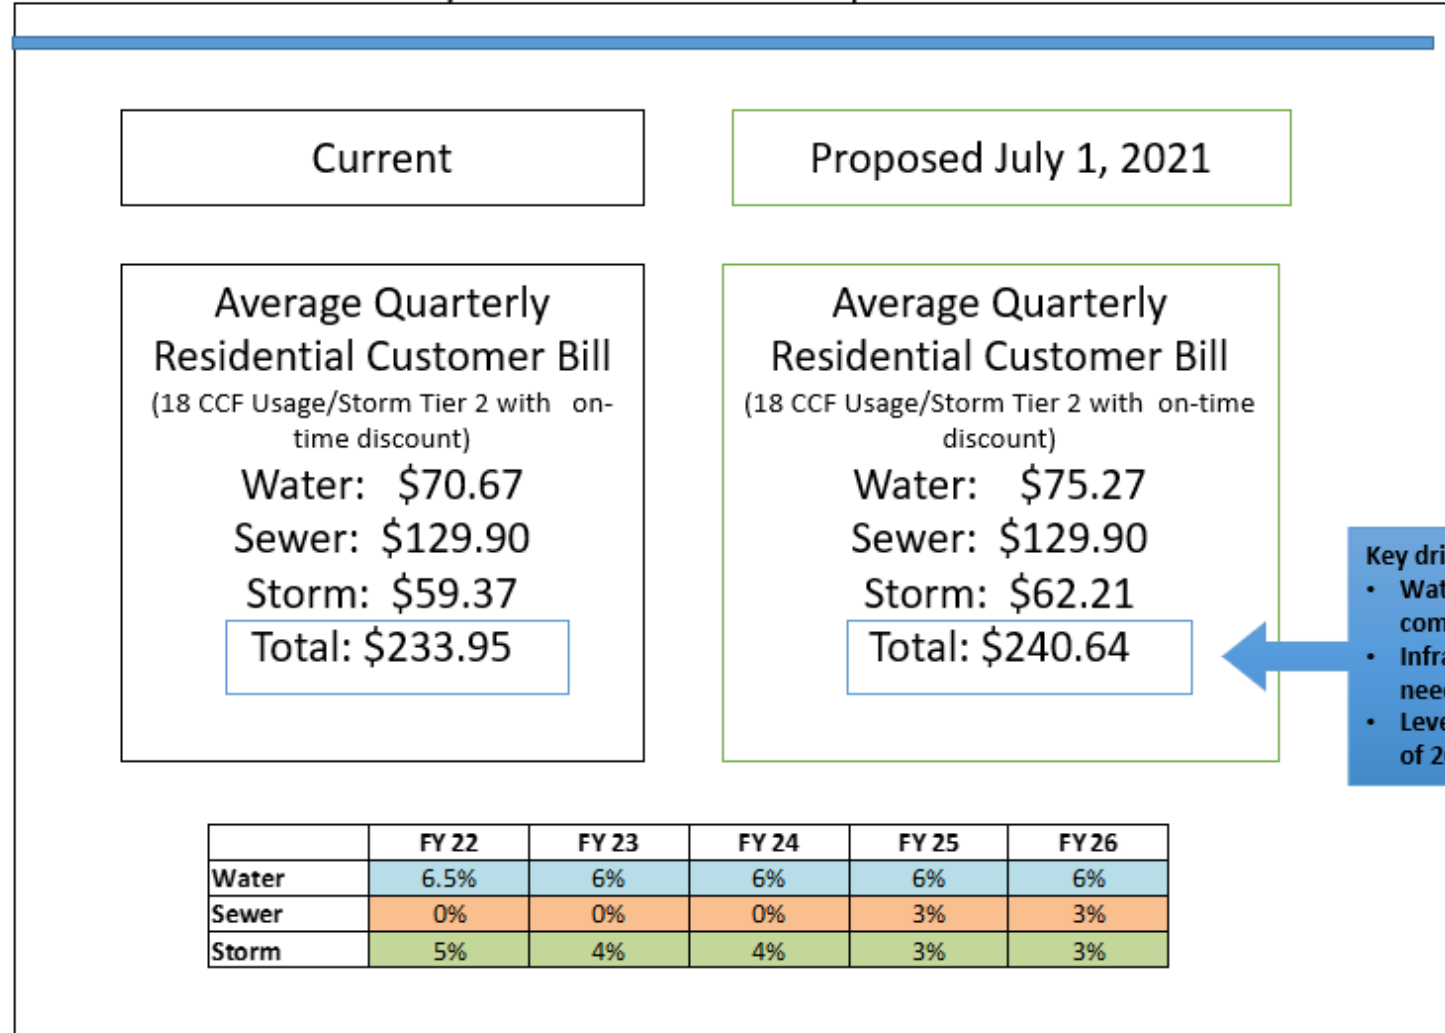 Current
Proposed July 1, 2021
Average Quarterly
Residential Customer Bill
(18 CCF Usage/Storm Tier 2 with on-
time discount)
Water: $70.67
Sewer: $129.90
Storm: $59.37
Total: $233.95
Average Quarterly
Residential Customer Bill
(18 CCF Usage/Storm Tier 2 with on-time
discount)
Water: $75.27
Sewer: $129.90
Storm: $62.21
Total: $240.64
Key
•
•
•
of
FY 22 FY 23 FY 24 FY 25 FY 26
Water 6.5% 6% 6% 6% 6%
Sewer 0% 0% 0% 3% 3%
Storm 5% 4% 4% 3% 3%